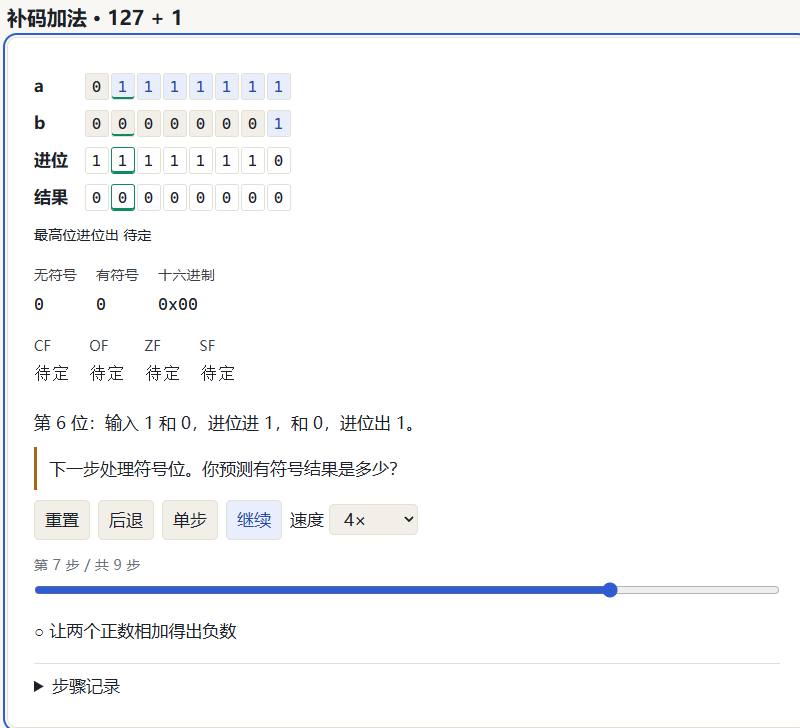 补码加法 • 127 + 1
a 0 1 1 1 1 1 1 1
b 0 0 0 0 0 0 0 1
进位 1 1 1 1 1 1 1 0
结果 0 0 0 0 0 0 0 0
最高位进位出 待定
无符号 有符号 十六进制
0 0 0x00
CF OF ZF SF
待定 待定 待定 待定
第 6 位：输入 1 和 0，进位进 1，和 0，进位出 1。
下一步处理符号位。你预测有符号结果是多少？
重置 后退 单步 继续 速度 4×
第 7 步 / 共 9 步
○ 让两个正数相加得出负数
▶ 步骤记录